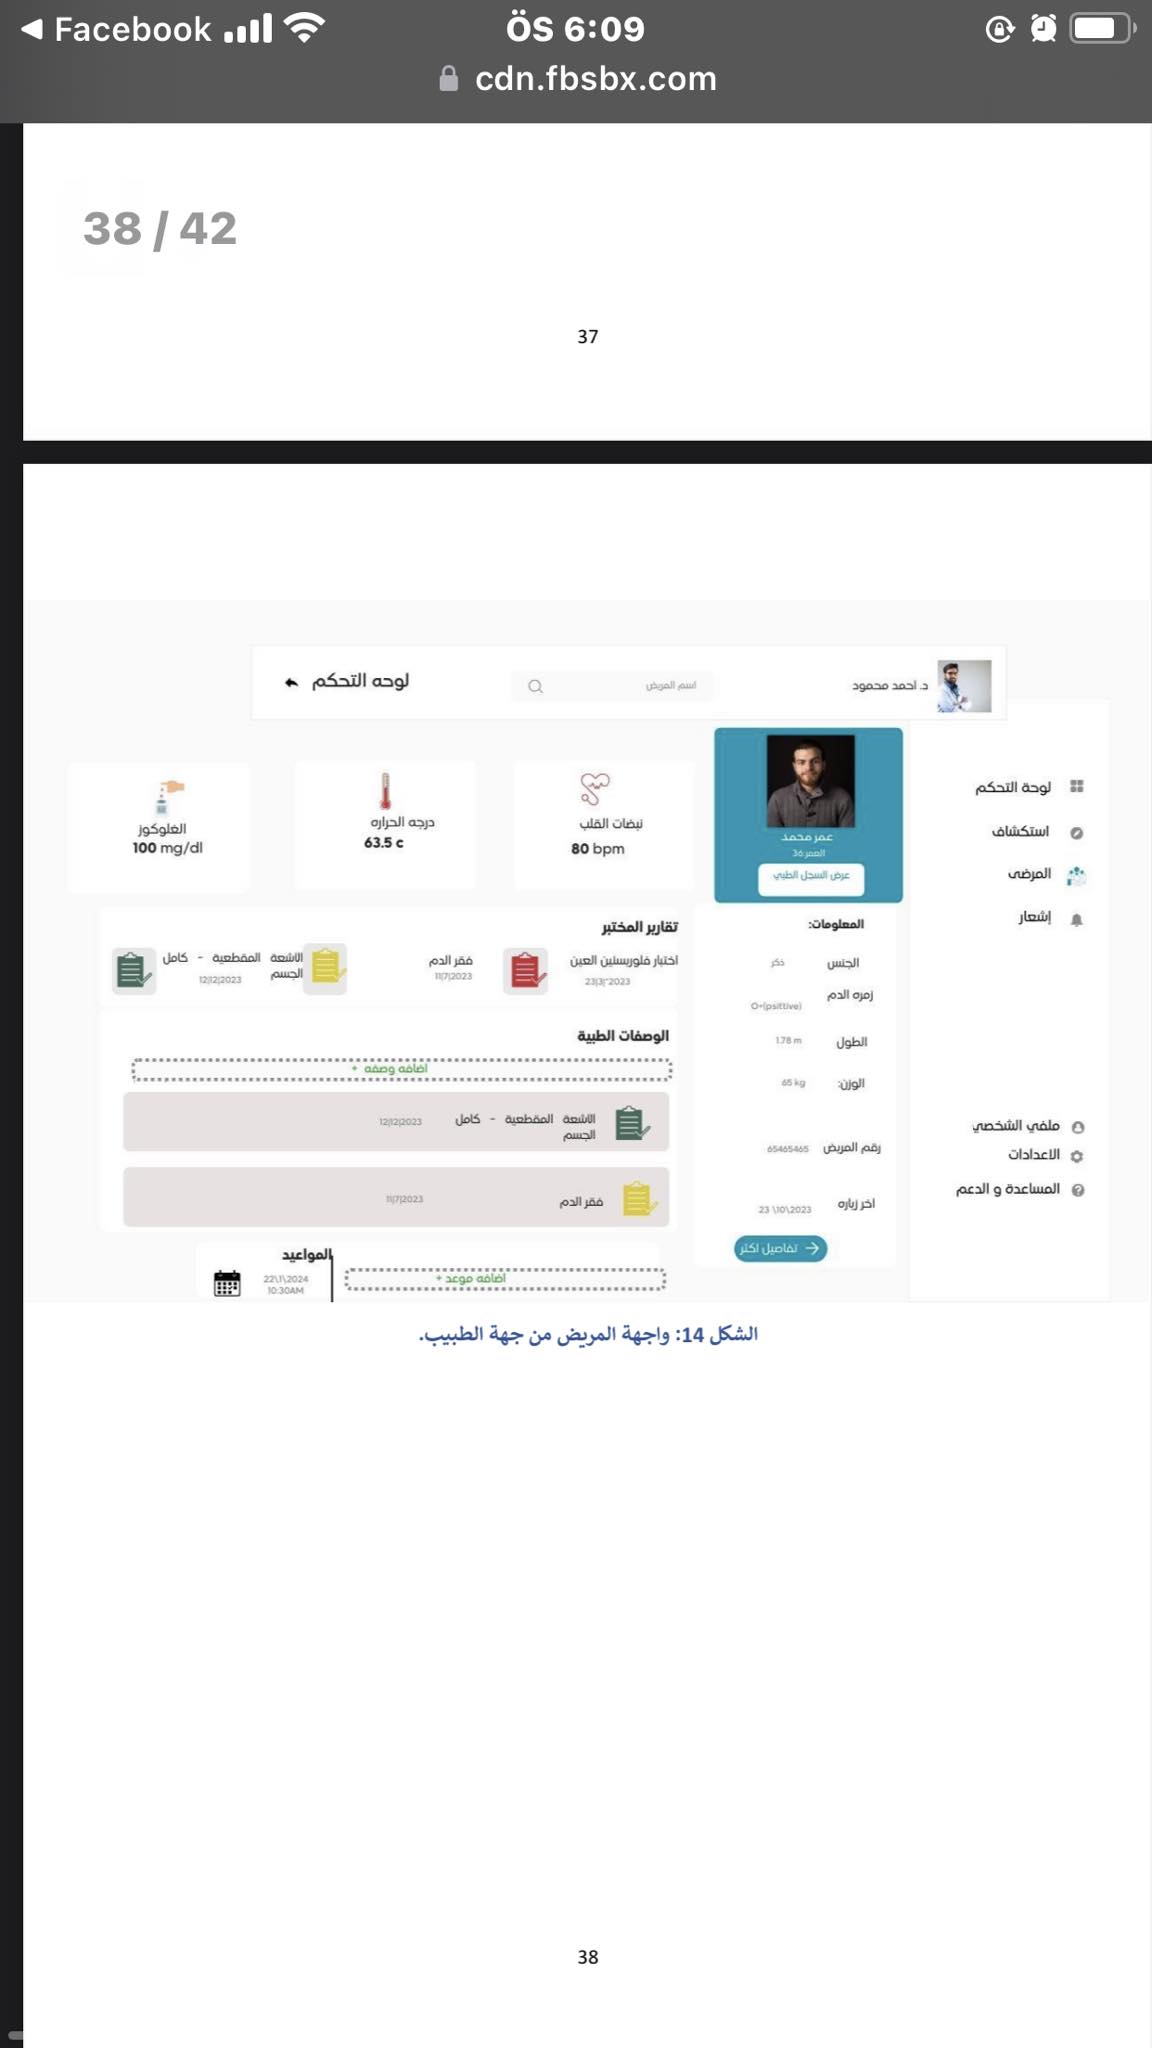 Facebook
ÖS 6:09
cdn.fbsbx.com
38 / 42
37
د. احمد محمود
اسم المريض
لوحه التحكم
لوحة التحكم
استكشاف
المرضى
إشعار
ملفي الشخصي
الاعدادات
المساعدة و الدعم
عمر محمد
العمر 36
عرض السجل الطبي
نبضات القلب
80 bpm
درجه الحراره
63.5 c
الغلوكوز
100 mg/dl
المعلومات:
الجنس ذكر
زمره الدم O+(psittive)
الطول 1.78 m
الوزن: 65 kg
رقم المريض 65465465
اخر زياره 23 \10\2023
تفاصيل اكثر
تقارير المختبر
اختبار فلوريسئين العين
23|3|"2023
فقر الدم
11|7|2023
الاشعة المقطعية - كامل
الجسم
12|12|2023
الوصفات الطبية
اضافه وصفه +
الاشعة المقطعية - كامل
الجسم
12|12|2023
فقر الدم
11|7|2023
المواعيد
اضافه موعد +
22\1\2024
10:30AM
الشكل 14: واجهة المريض من جهة الطبيب.
38